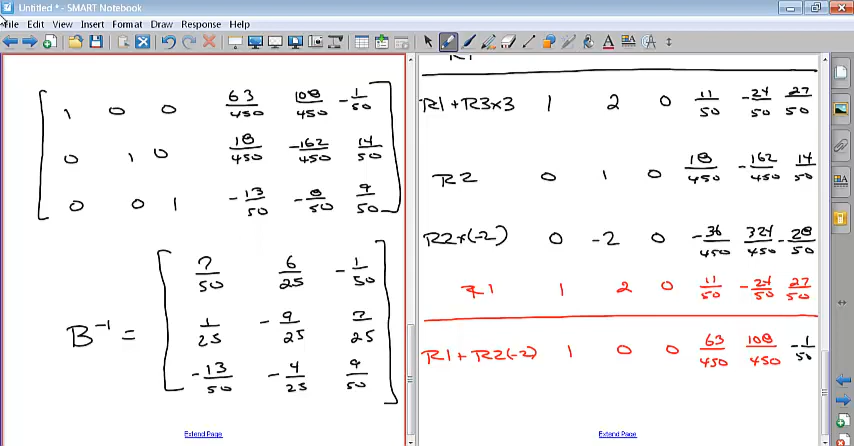 Untitled * - SMART Notebook
File Edit View Insert Format Draw Response Help
1 0 0 63/450 108/450 -1/50
0 1 0 18/450 -162/450 14/50
0 0 1 -13/50 -8/50 9/50
B⁻¹ =
7/50 6/25 -1/50
1/25 -9/25 7/25
-13/50 -4/25 9/50
Extend Page
R1+R3x3 1 2 0 11/50 -24/50 27/50
R2 0 1 0 18/450 -162/450 14/50
R2x(-2) 0 -2 0 -36/450 324/450 -28/50
R1 1 2 0 11/50 -24/50 27/50
R1+R2(-2) 1 0 0 63/450 108/450 -1/50
Extend Page